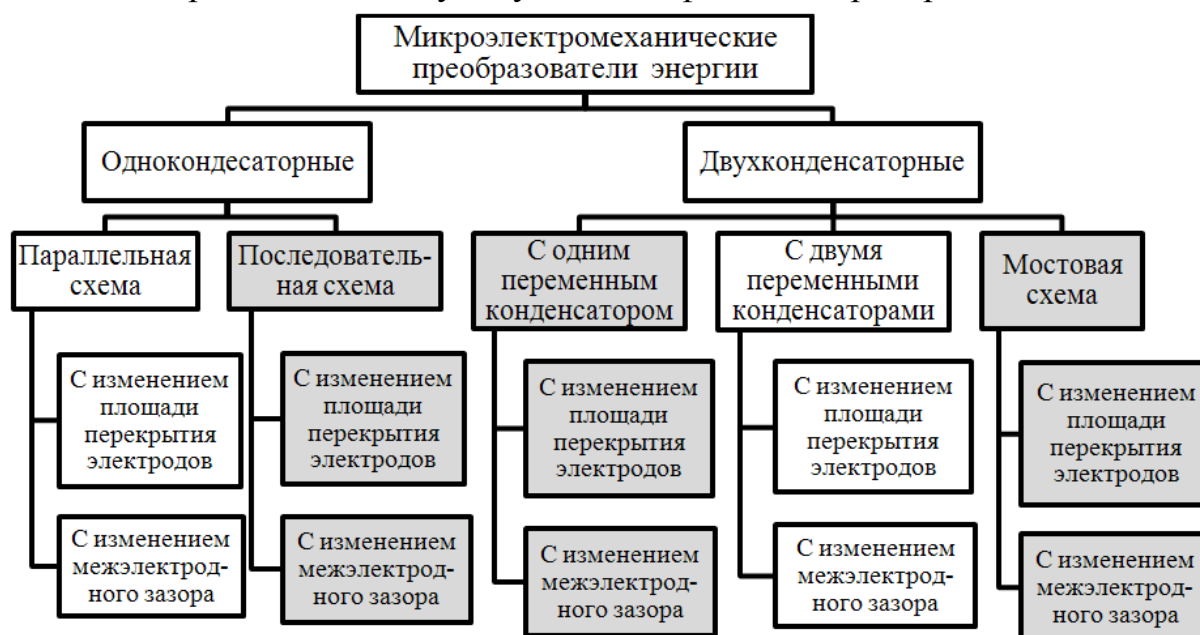 Микроэлектромеханические
преобразователи энергии
Однокондесаторные
Двухконденсаторные
Параллельная
схема
Последователь-
ная схема
С одним
переменным
конденсатором
С двумя
переменными
конденсаторами
Мостовая
схема
С изменением
площади
перекрытия
электродов
С изменением
площади
перекрытия
электродов
С изменением
площади
перекрытия
электродов
С изменением
площади
перекрытия
электродов
С изменением
площади
перекрытия
электродов
С изменением
межэлектрод-
ного зазора
С изменением
межэлектрод-
ного зазора
С изменением
межэлектрод-
ного зазора
С изменением
межэлектрод-
ного зазора
С изменением
межэлектрод-
ного зазора